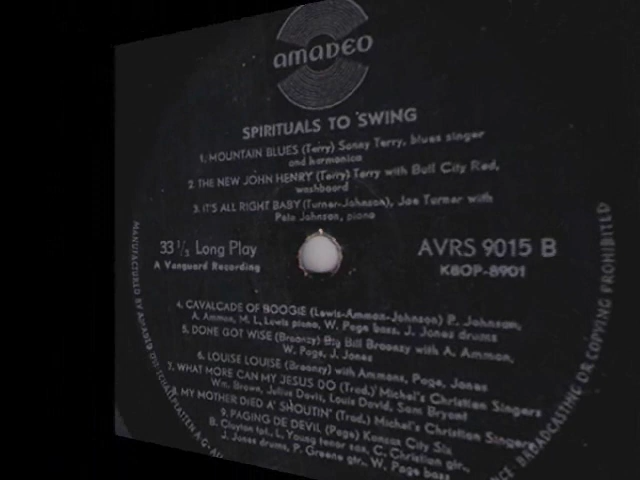 amadeo
SPIRITUALS TO SWING
1. MOUNTAIN BLUES (Terry) Sonny Terry, blues singer
and harmonica
2 THE NEW JOHN HENRY (Terry) Terry with Bull City Red,
washboard
3. IT'S ALL RIGHT BABY (Turner-Johnson), Joe Turner with
Pete Johnson, piano
33 1/3 Long Play
A Vanguard Recording
AVRS 9015 B
K8OP-8901
4. CAVALCADE OF BOOGIE (Lewis-Ammon-Johnson) P. Johnson,
A. Ammon, M. L. Lewis piano, W. Page bass, J. Jones drums
5. DONE GOT WISE (Broonzy) Big Bill Broonzy with A. Ammon,
W. Page, J. Jones
6. LOUISE LOUISE (Broonzy) with Ammons, Page, Jones
7. WHAT MORE CAN MY JESUS DO (Trad.) Michel's Christian Singers
Wm. Brown, Julius Davis, Louis David, Sam Bryant
8. MY MOTHER DIED A' SHOUTIN' (Trad.) Michel's Christian Singers
9. PAGING DE DEVIL (Page) Kansas City Six
B. Clayton tpt., L. Young tenor sax, C. Christian gtr.,
J. Jones drums, P. Greene gtr., W. Page bass
MANUFACTURED BY AMADEO
BROADCASTING OR COPYING PROHIBITED